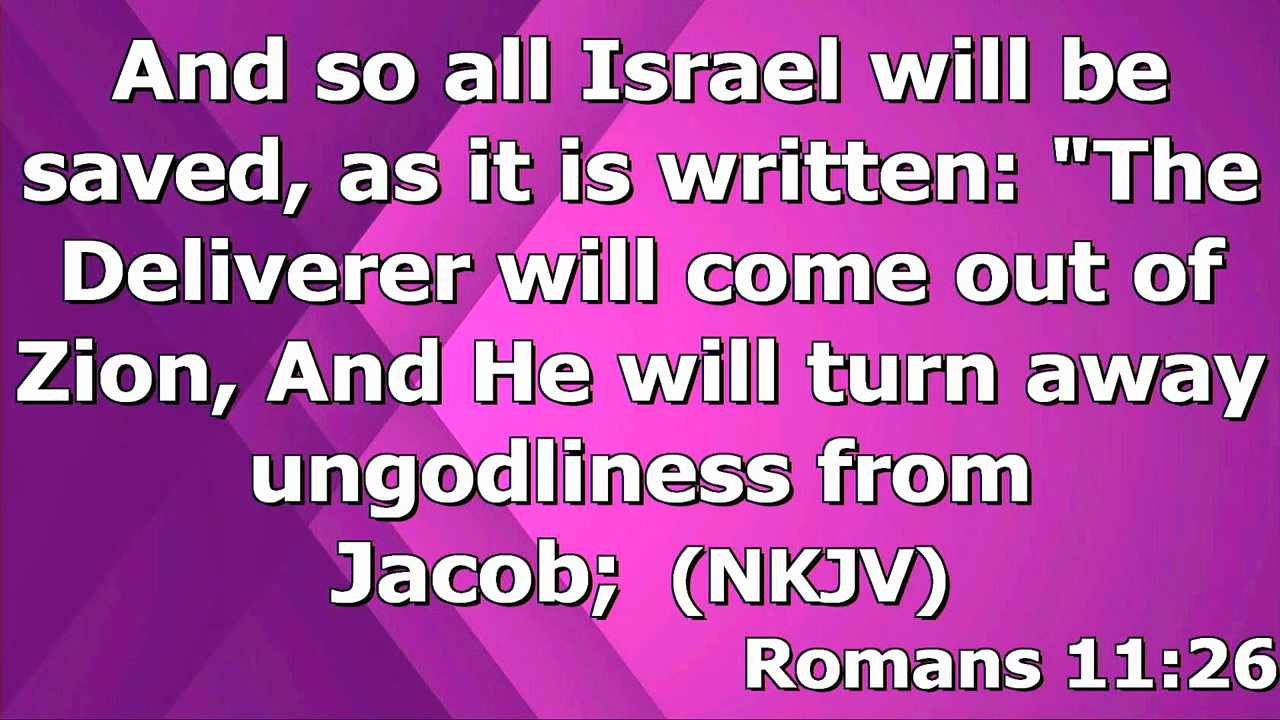 And so all Israel will be
saved, as it is written: "The
Deliverer will come out of
Zion, And He will turn away
ungodliness from
Jacob; (NKJV)
Romans 11:26